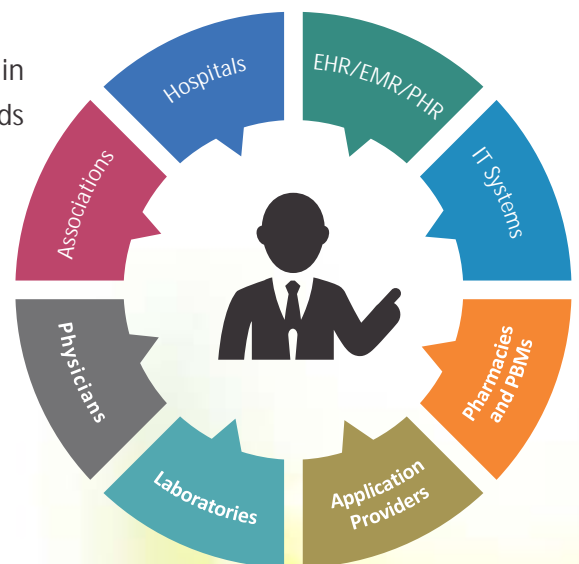 in
ds
Hospitals
EHR/EMR/PHR
IT Systems
Pharmacies
and PBMs
Application
Providers
Laboratories
Physicians
Associations